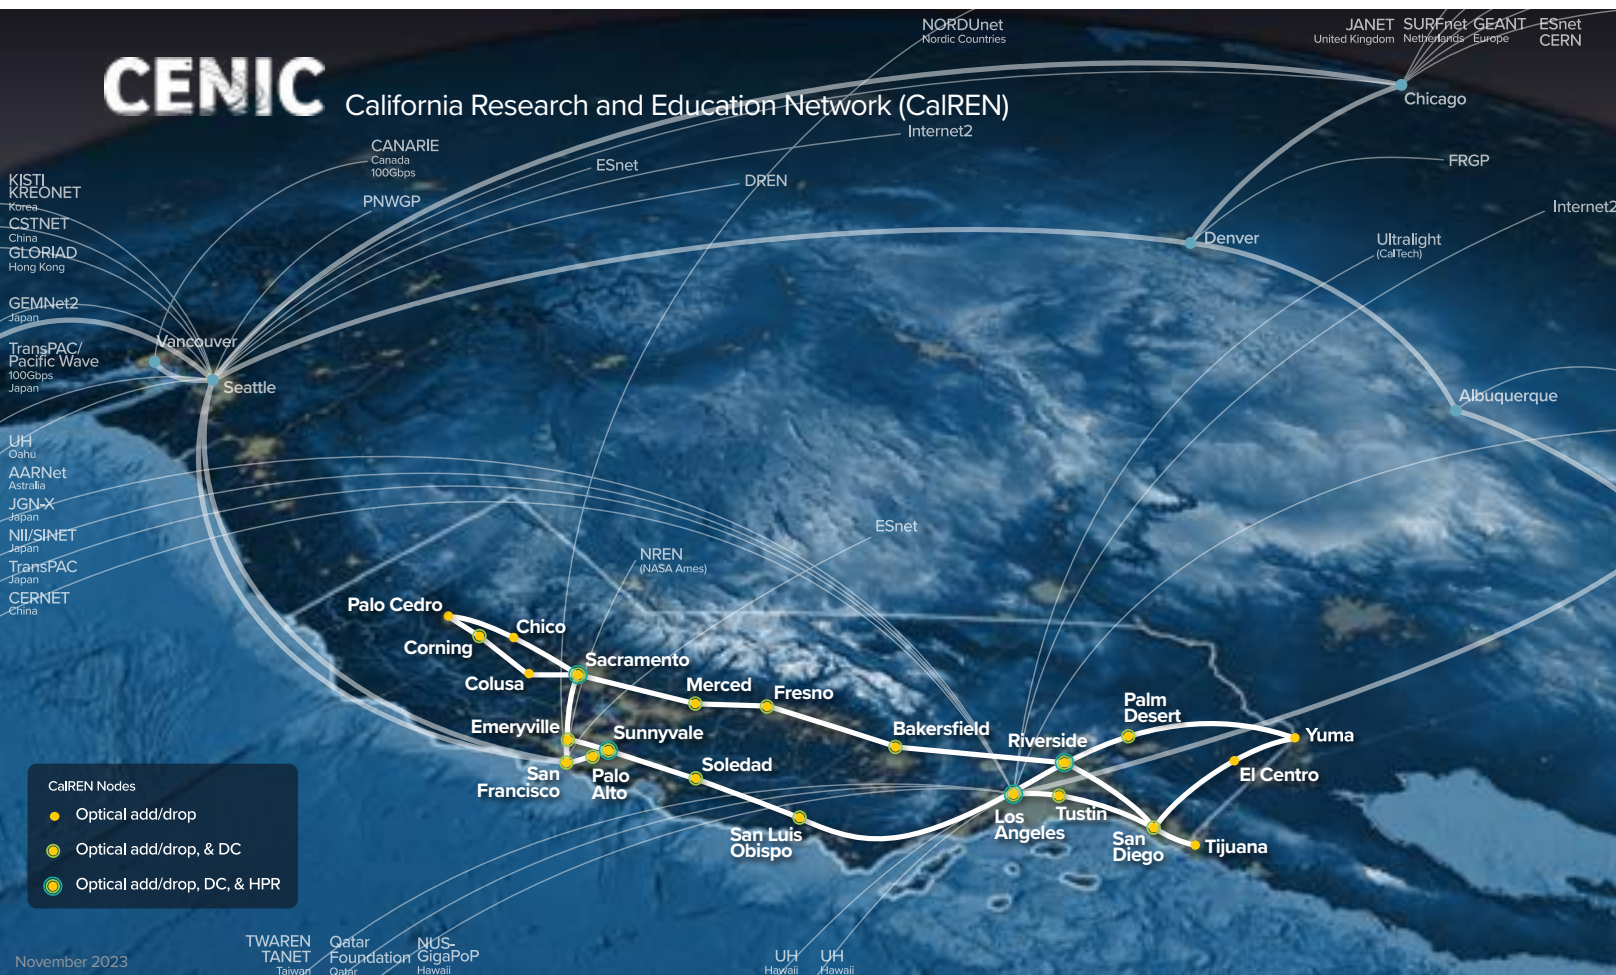 CENIC
California Research and Education Network (CalREN)
NORDUnet
Nordic Countries
JANET
United Kingdom
SURFnet
Netherlands
GEANT
Europe
ESnet
CERN
Chicago
CANARIE
Canada
100Gbps
ESnet
Internet2
DREN
PNWGP
FRGP
Internet2
Ultralight
(CalTech)
Denver
Albuquerque
KISTI
KREONET
Korea
CSTNET
China
GLORIAD
Hong Kong
GEMNet2
Japan
TransPAC/
Pacific Wave
100Gbps
Japan
Vancouver
Seattle
UH
Oahu
AARNet
Astralia
JGN-X
Japan
NII/SINET
Japan
TransPAC
Japan
CERNET
China
ESnet
NREN
(NASA Ames)
Palo Cedro
Chico
Corning
Colusa
Sacramento
Merced
Fresno
Emeryville
Sunnyvale
San
Francisco
Palo
Alto
Soledad
San Luis
Obispo
Bakersfield
Riverside
Palm
Desert
Yuma
El Centro
Los
Angeles
Tustin
San
Diego
Tijuana
CalREN Nodes
Optical add/drop
Optical add/drop, & DC
Optical add/drop, DC, & HPR
November 2023
TWAREN
TANET
Taiwan
Qatar
Foundation
Qatar
NUS-
GigaPoP
Hawaii
UH
Hawaii
UH
Hawaii